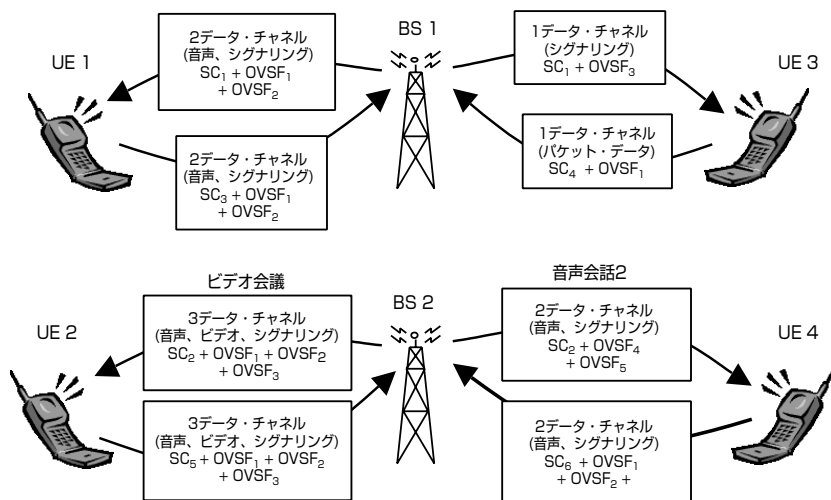 BS 1
UE 1
2データ・チャネル
(音声、シグナリング)
SC₁ + OVSF₁
+ OVSF₂
1データ・チャネル
(シグナリング)
SC₁ + OVSF₃
UE 3
2データ・チャネル
(音声、シグナリング)
SC₃ + OVSF₁
+ OVSF₂
1データ・チャネル
(パケット・データ)
SC₄ + OVSF₁
ビデオ会議
音声会話2
BS 2
UE 2
3データ・チャネル
(音声、ビデオ、シグナリング)
SC₂ + OVSF₁ + OVSF₂
+ OVSF₃
2データ・チャネル
(音声、シグナリング)
SC₂ + OVSF₄
+ OVSF₅
UE 4
3データ・チャネル
(音声、ビデオ、シグナリング)
SC₅ + OVSF₁ + OVSF₂
+ OVSF₃
2データ・チャネル
(音声、シグナリング)
SC₆ + OVSF₁
+ OVSF₂ +